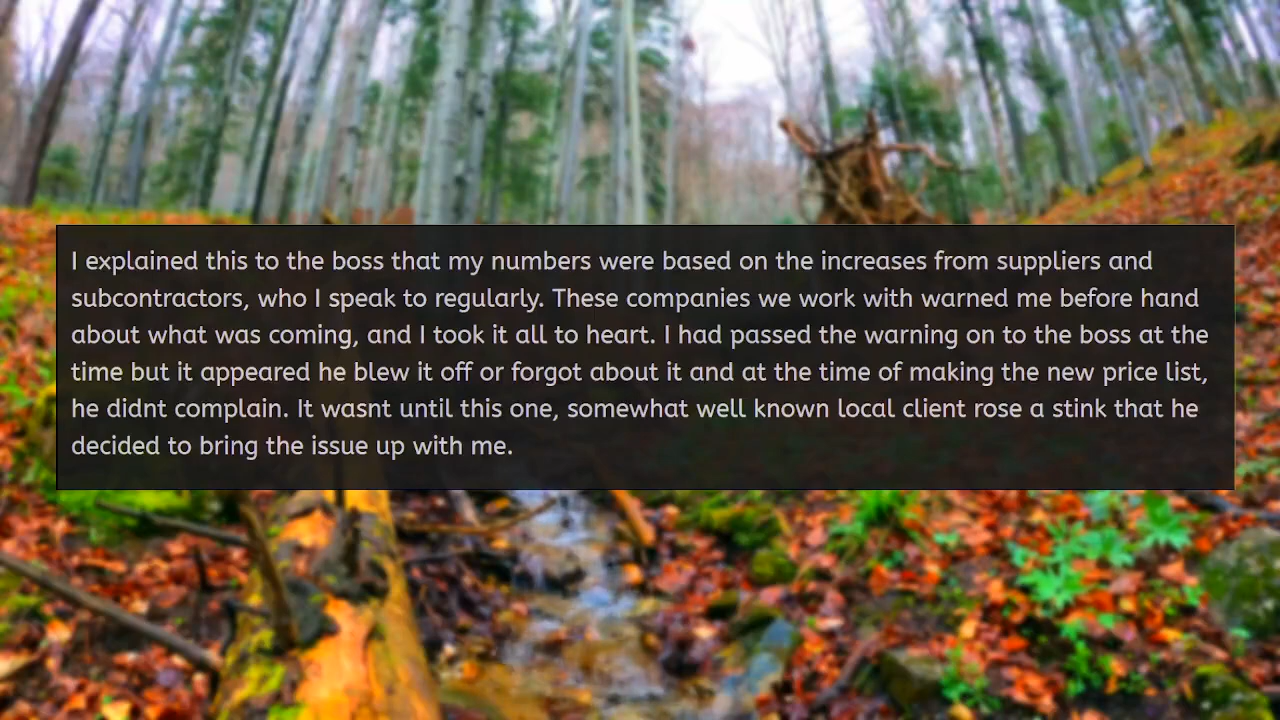 I explained this to the boss that my numbers were based on the increases from suppliers and
subcontractors, who I speak to regularly. These companies we work with warned me before hand
about what was coming, and I took it all to heart. I had passed the warning on to the boss at the
time but it appeared he blew it off or forgot about it and at the time of making the new price list,
he didnt complain. It wasnt until this one, somewhat well known local client rose a stink that he
decided to bring the issue up with me.